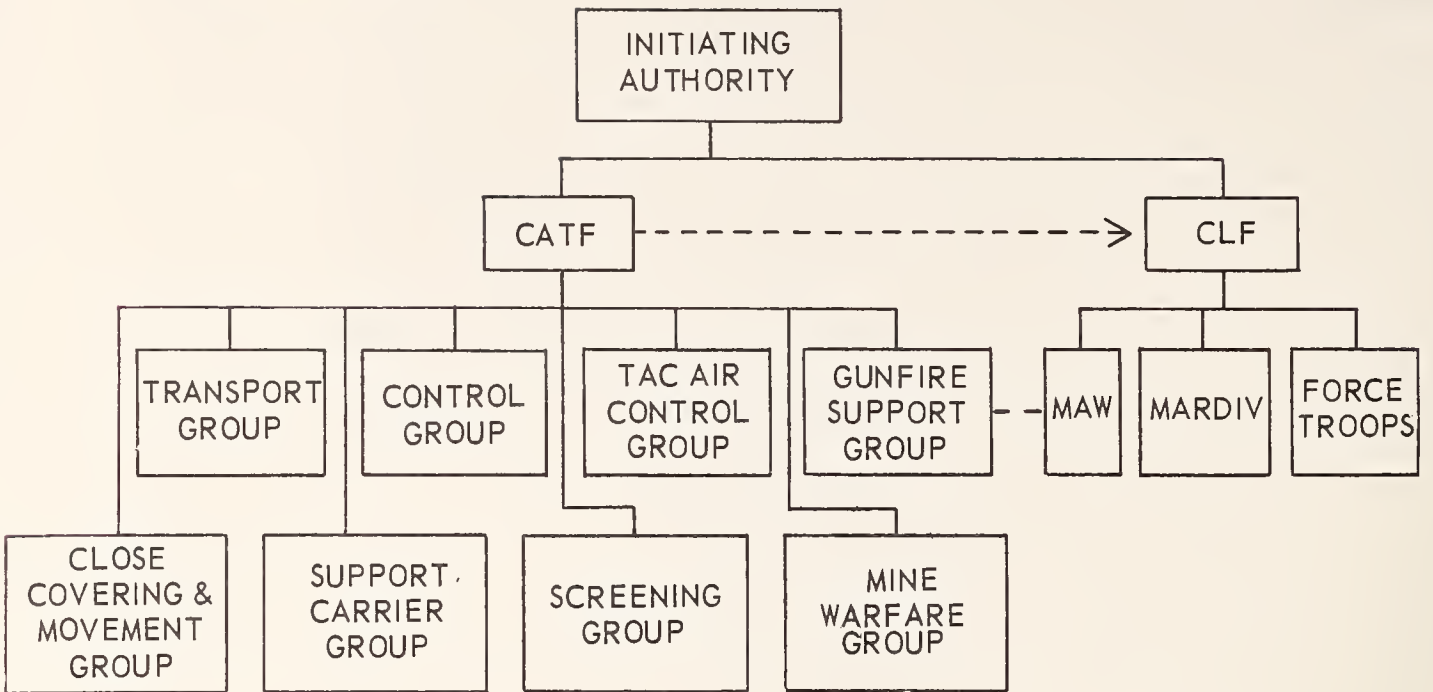 INITIATING
AUTHORITY
CATF
CLF
TRANSPORT
GROUP
CONTROL
GROUP
TAC AIR
CONTROL
GROUP
GUNFIRE
SUPPORT
GROUP
MAW
MARDIV
FORCE
TROOPS
CLOSE
COVERING &
MOVEMENT
GROUP
SUPPORT
CARRIER
GROUP
SCREENING
GROUP
MINE
WARFARE
GROUP